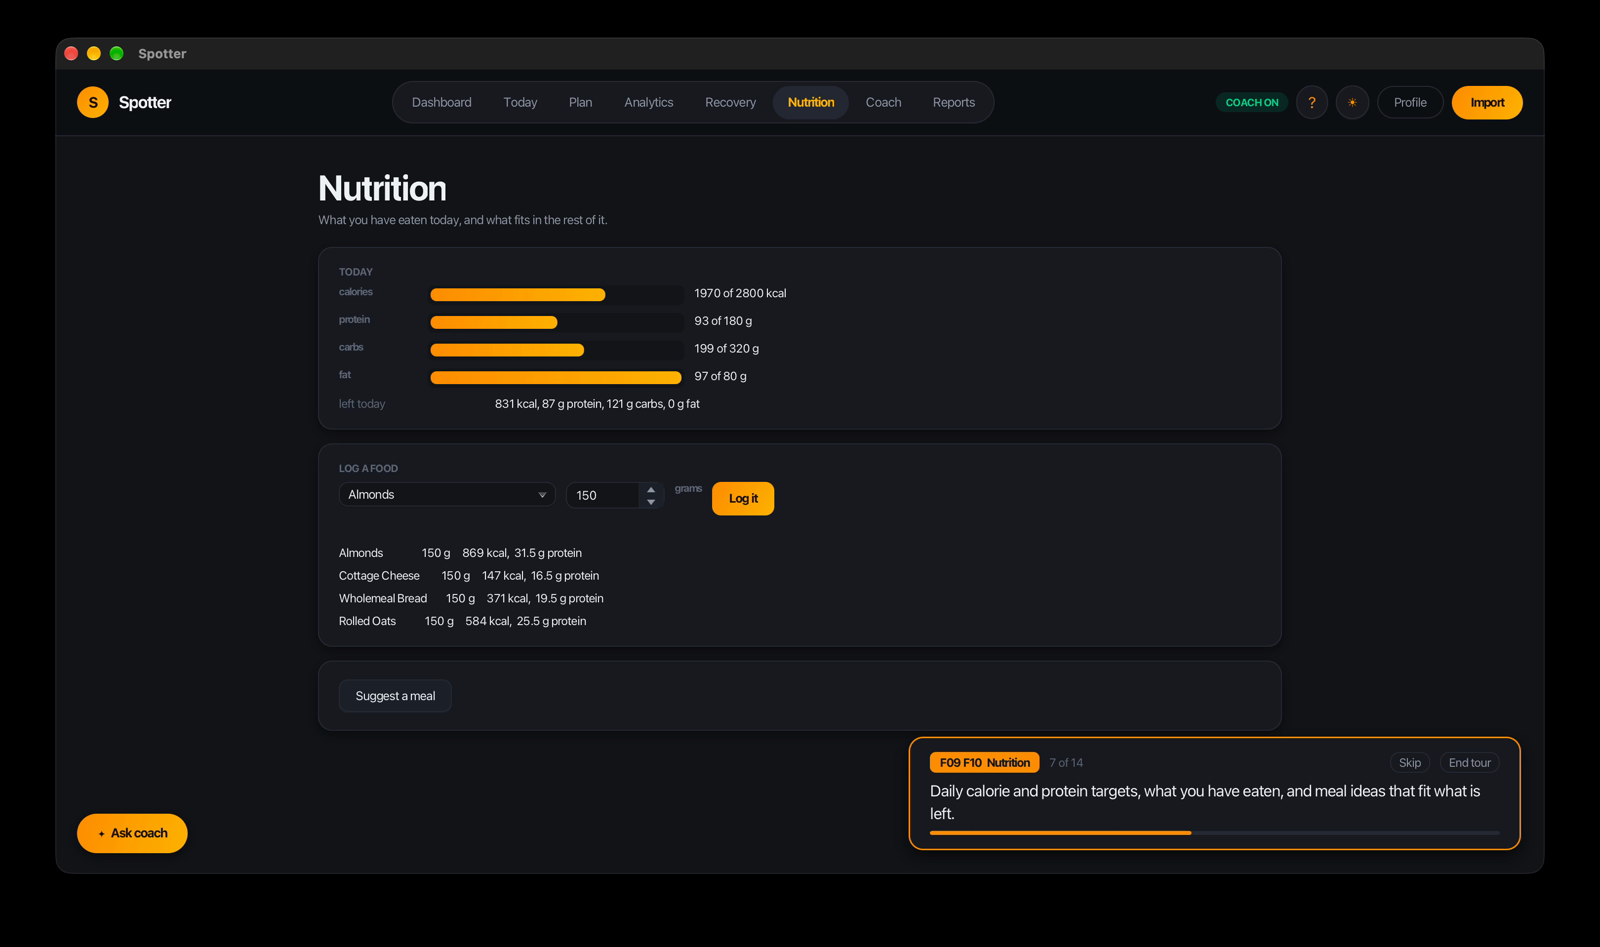 Spotter
S Spotter Dashboard Today Plan Analytics Recovery Nutrition Coach Reports COACH ON ? Profile Import
Nutrition
What you have eaten today, and what fits in the rest of it.
TODAY
calories 1970 of 2800 kcal
protein 93 of 180 g
carbs 199 of 320 g
fat 97 of 80 g
left today 831 kcal, 87 g protein, 121 g carbs, 0 g fat
LOG A FOOD
Almonds 150 grams Log it
Almonds 150 g 869 kcal, 31.5 g protein
Cottage Cheese 150 g 147 kcal, 16.5 g protein
Wholemeal Bread 150 g 371 kcal, 19.5 g protein
Rolled Oats 150 g 584 kcal, 25.5 g protein
Suggest a meal
F09 F10 Nutrition 7 of 14 Skip End tour
Daily calorie and protein targets, what you have eaten, and meal ideas that fit what is
left.
Ask coach